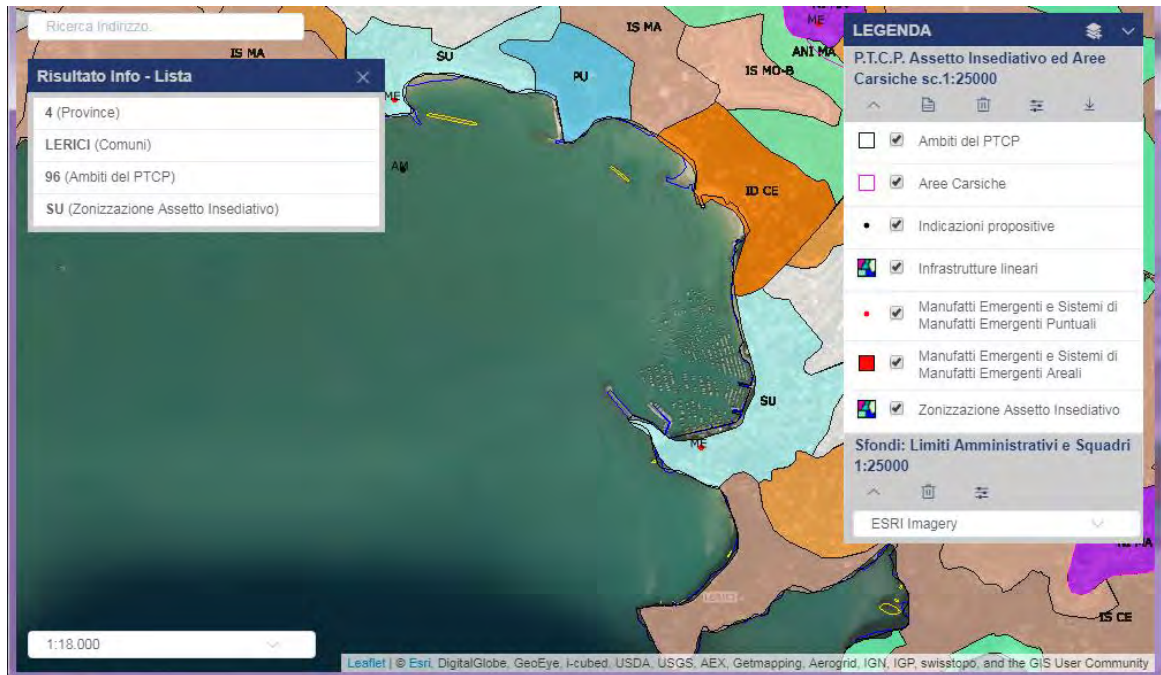 Ricerca Indirizzo.
Risultato Info - Lista
4 (Province)
LERICI (Comuni)
96 (Ambiti del PTCP)
SU (Zonizzazione Assetto Insediativo)
IS MA
SU
ME
AM
PU
IS MA
IS MO-B
ANI MA
ME
ID CE
SU
ME
LERICI
IS CE
LEGENDA
P.T.C.P. Assetto Insediativo ed Aree
Carsiche sc.1:25000
Ambiti del PTCP
Aree Carsiche
Indicazioni propositive
Infrastrutture lineari
Manufatti Emergenti e Sistemi di
Manufatti Emergenti Puntuali
Manufatti Emergenti e Sistemi di
Manufatti Emergenti Areali
Zonizzazione Assetto Insediativo
Sfondi: Limiti Amministrativi e Squadri
1:25000
ESRI Imagery
1:18.000
Leaflet | © Esri, DigitalGlobe, GeoEye, i-cubed, USDA, USGS, AEX, Getmapping, Aerogrid, IGN, IGP, swisstopo, and the GIS User Community